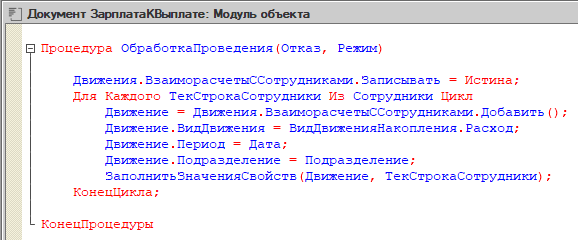 Документ ЗарплатаКВыплате: Модуль объекта
Процедура ОбработкаПроведения(Отказ, Режим)
Движения.ВзаиморасчетыССотрудниками.Записывать = Истина;
Для Каждого ТекСтрокаСотрудники Из Сотрудники Цикл
Движение = Движения.ВзаиморасчетыССотрудниками.Добавить();
Движение.ВидДвижения = ВидДвиженияНакопления.Расход;
Движение.Период = Дата;
Движение.Подразделение = Подразделение;
ЗаполнитьЗначенияСвойств(Движение, ТекСтрокаСотрудники);
КонецЦикла;
КонецПроцедуры